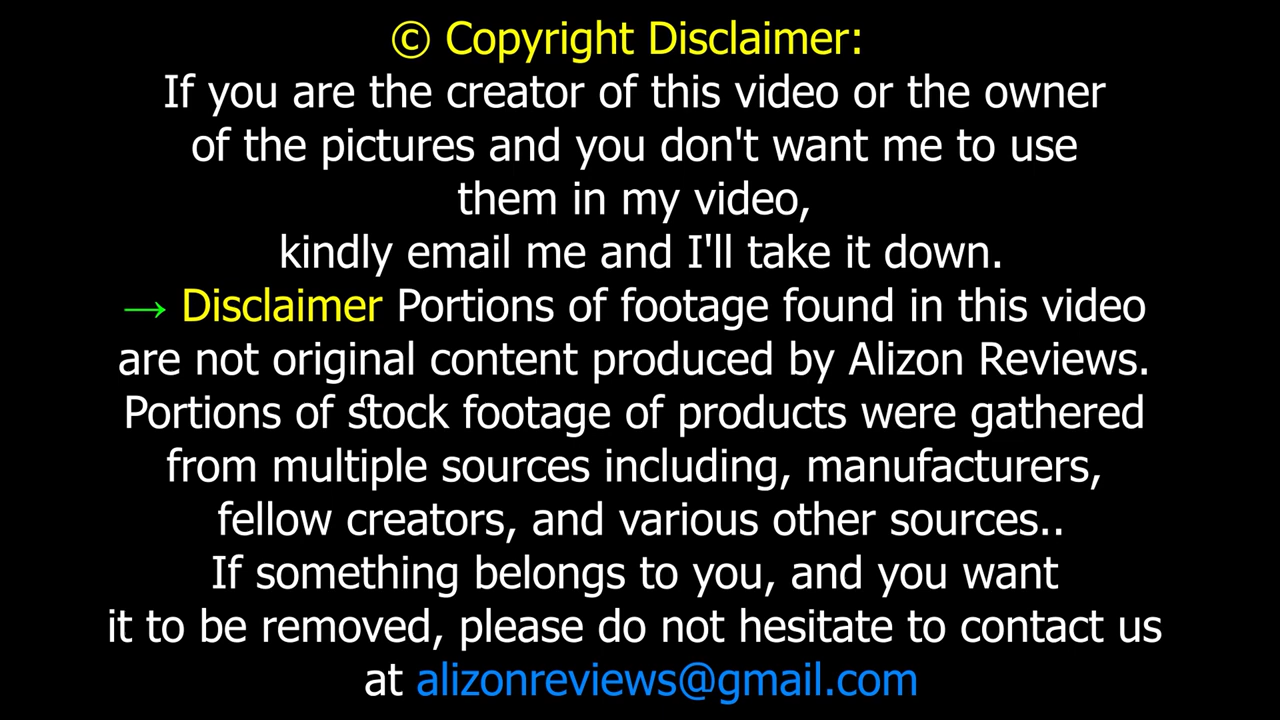 © Copyright Disclaimer:
If you are the creator of this video or the owner
of the pictures and you don't want me to use
them in my video,
kindly email me and I'll take it down.
→ Disclaimer Portions of footage found in this video
are not original content produced by Alizon Reviews.
Portions of stock footage of products were gathered
from multiple sources including, manufacturers,
fellow creators, and various other sources..
If something belongs to you, and you want
it to be removed, please do not hesitate to contact us
at alizonreviews@gmail.com